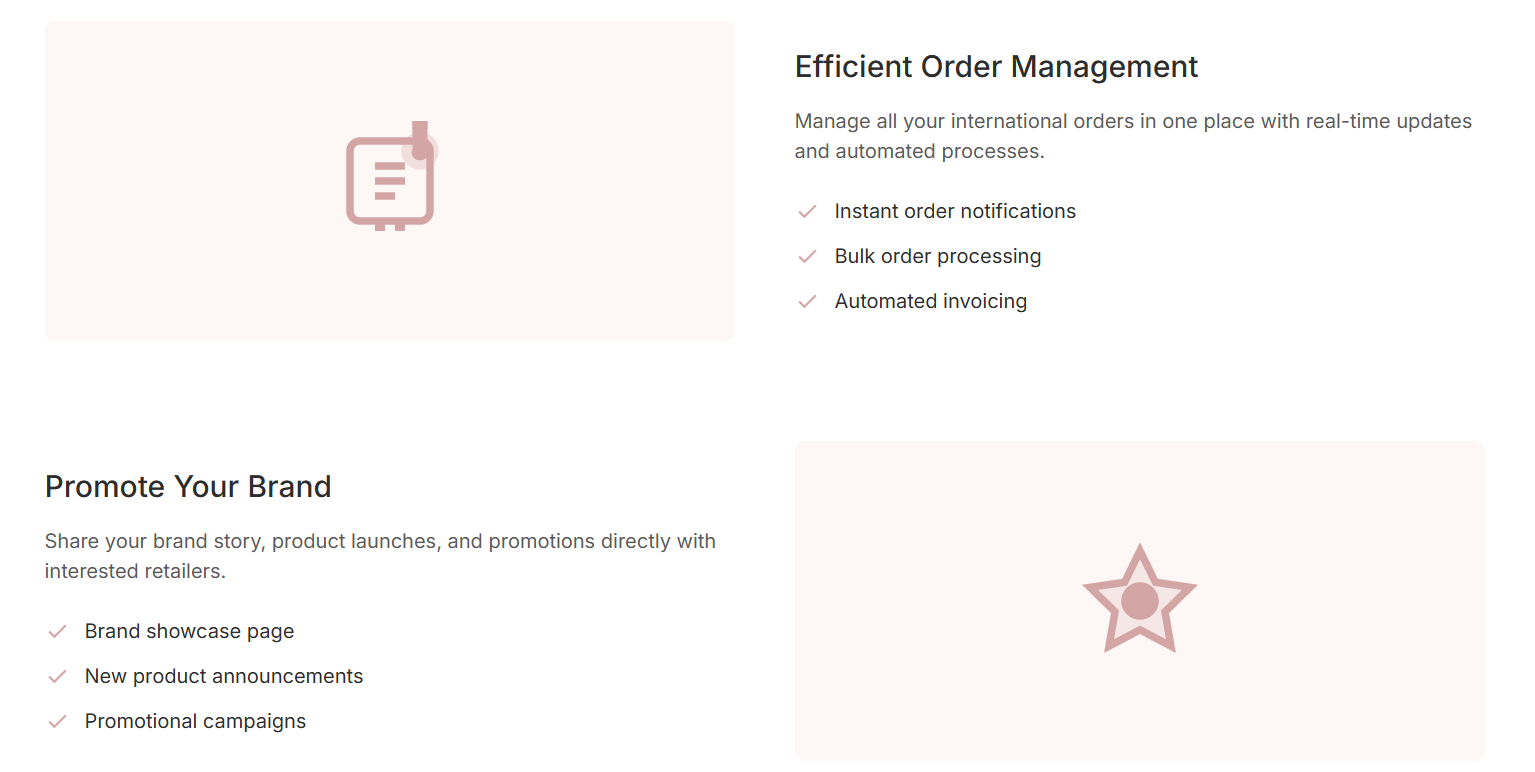 Efficient Order Management
Manage all your international orders in one place with real-time updates
and automated processes.
Instant order notifications
Bulk order processing
Automated invoicing
Promote Your Brand
Share your brand story, product launches, and promotions directly with
interested retailers.
Brand showcase page
New product announcements
Promotional campaigns